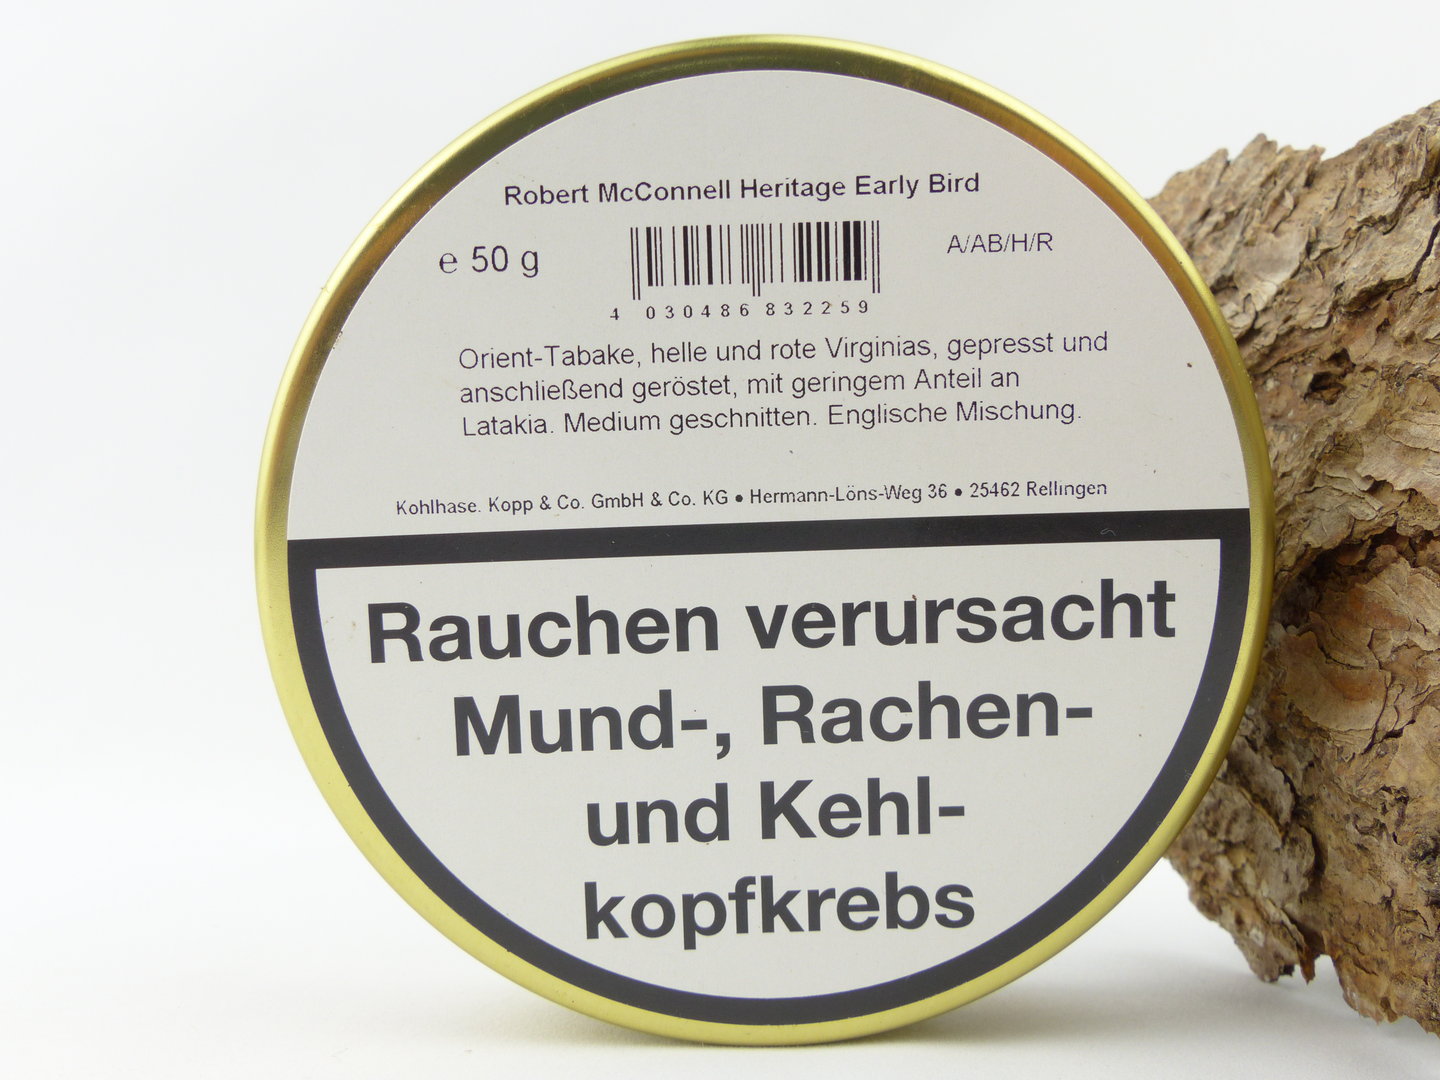 Robert McConnell Heritage Early Bird
e 50 g
A/AB/H/R
4 030486 832259
Orient-Tabake, helle und rote Virginias, gepresst und
anschließend geröstet, mit geringem Anteil an
Latakia. Medium geschnitten. Englische Mischung.
Kohlhase. Kopp & Co. GmbH & Co. KG • Hermann-Löns-Weg 36 • 25462 Rellingen
Rauchen verursacht
Mund-, Rachen-
und Kehl-
kopfkrebs